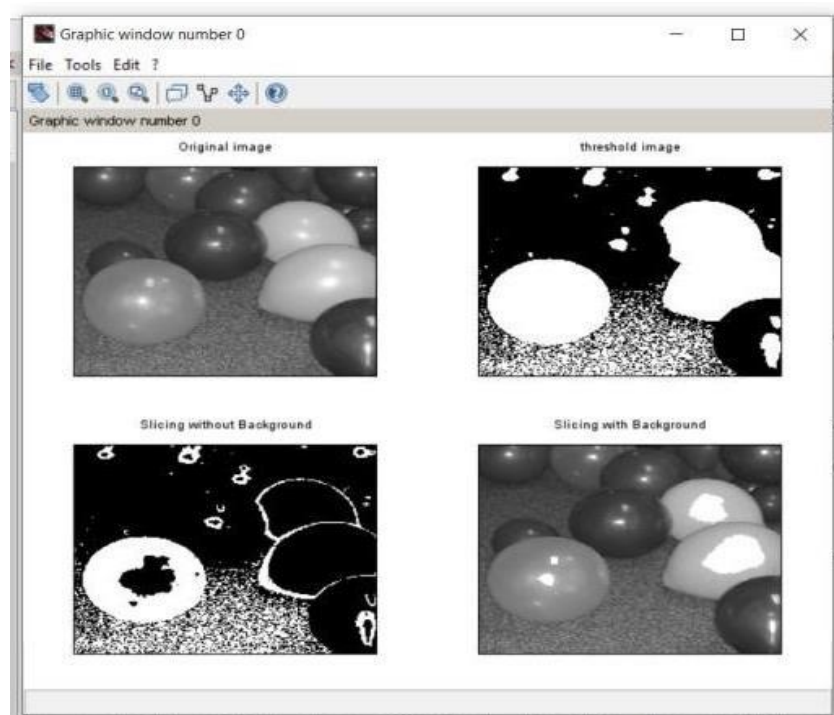 Graphic window number 0
File Tools Edit ?
Graphic window number 0
Original image
threshold image
Slicing without Background
Slicing with Background